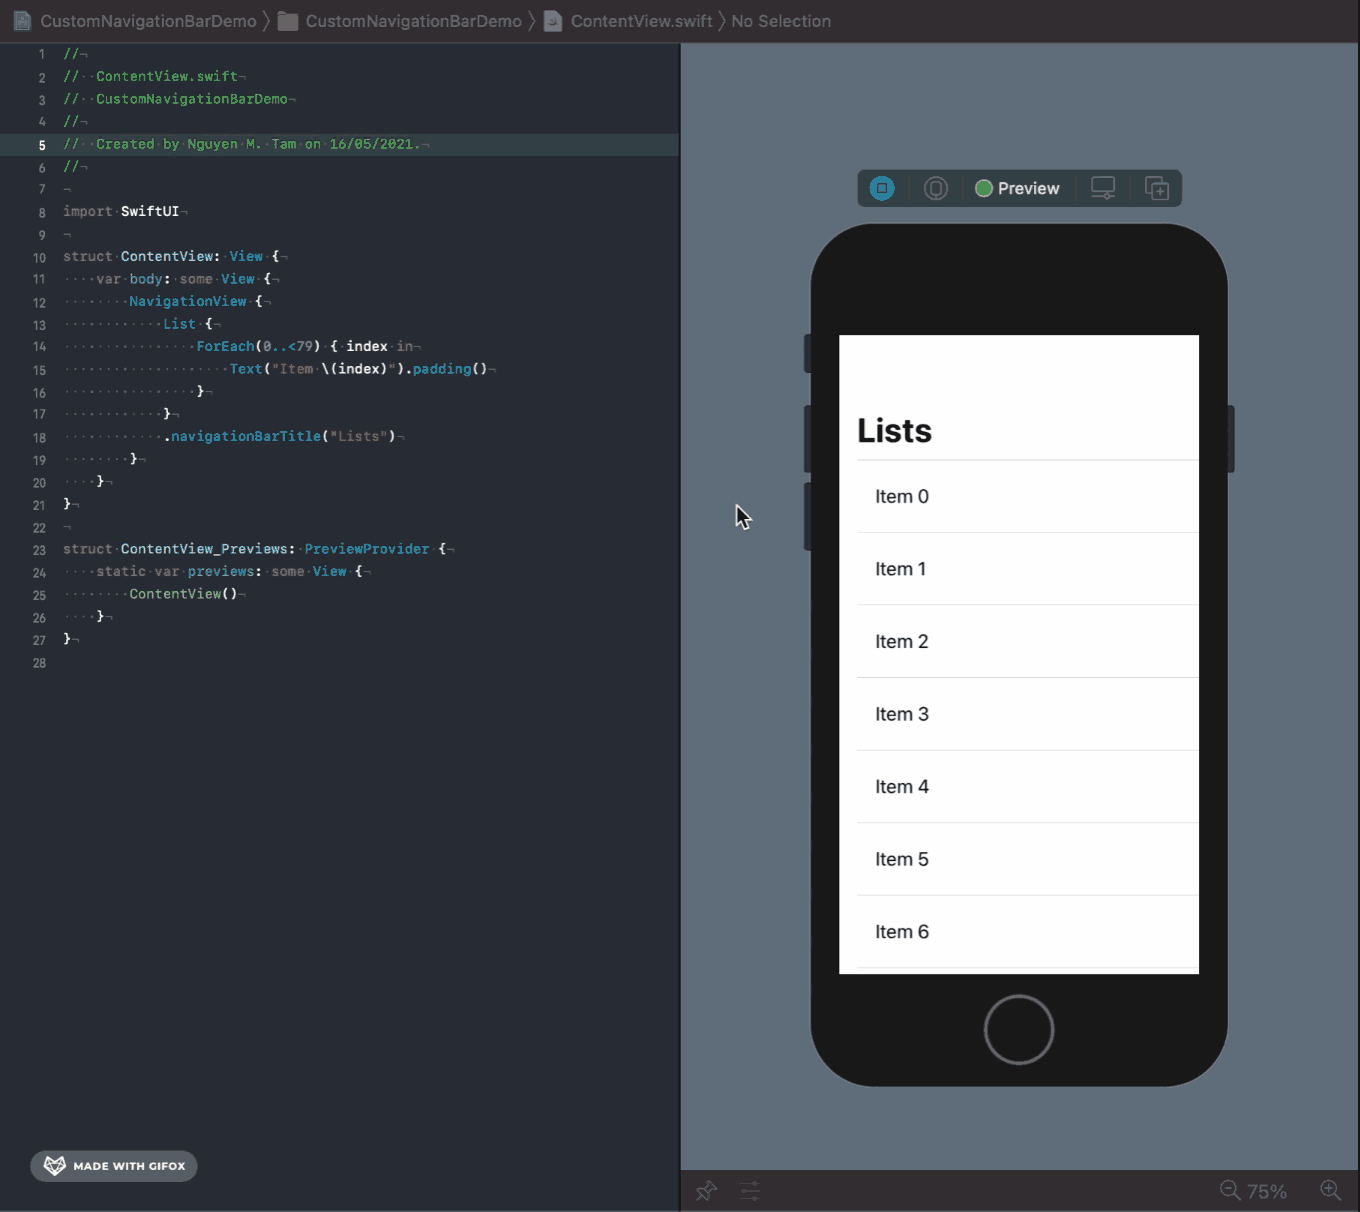 CustomNavigationBarDemo 〉 CustomNavigationBarDemo 〉 ContentView.swift 〉 No Selection
1 //
2 //  ContentView.swift
3 //  CustomNavigationBarDemo
4 //
5 //  Created by Nguyen M. Tam on 16/05/2021.
6 //
7
8 import SwiftUI
9
10 struct ContentView: View {
11     var body: some View {
12         NavigationView {
13             List {
14                 ForEach(0..<79) { index in
15                     Text("Item \(index)").padding()
16                 }
17             }
18             .navigationBarTitle("Lists")
19         }
20     }
21 }
22
23 struct ContentView_Previews: PreviewProvider {
24     static var previews: some View {
25         ContentView()
26     }
27 }
28
MADE WITH GIFOX
Preview
Lists
Item 0
Item 1
Item 2
Item 3
Item 4
Item 5
Item 6
75%